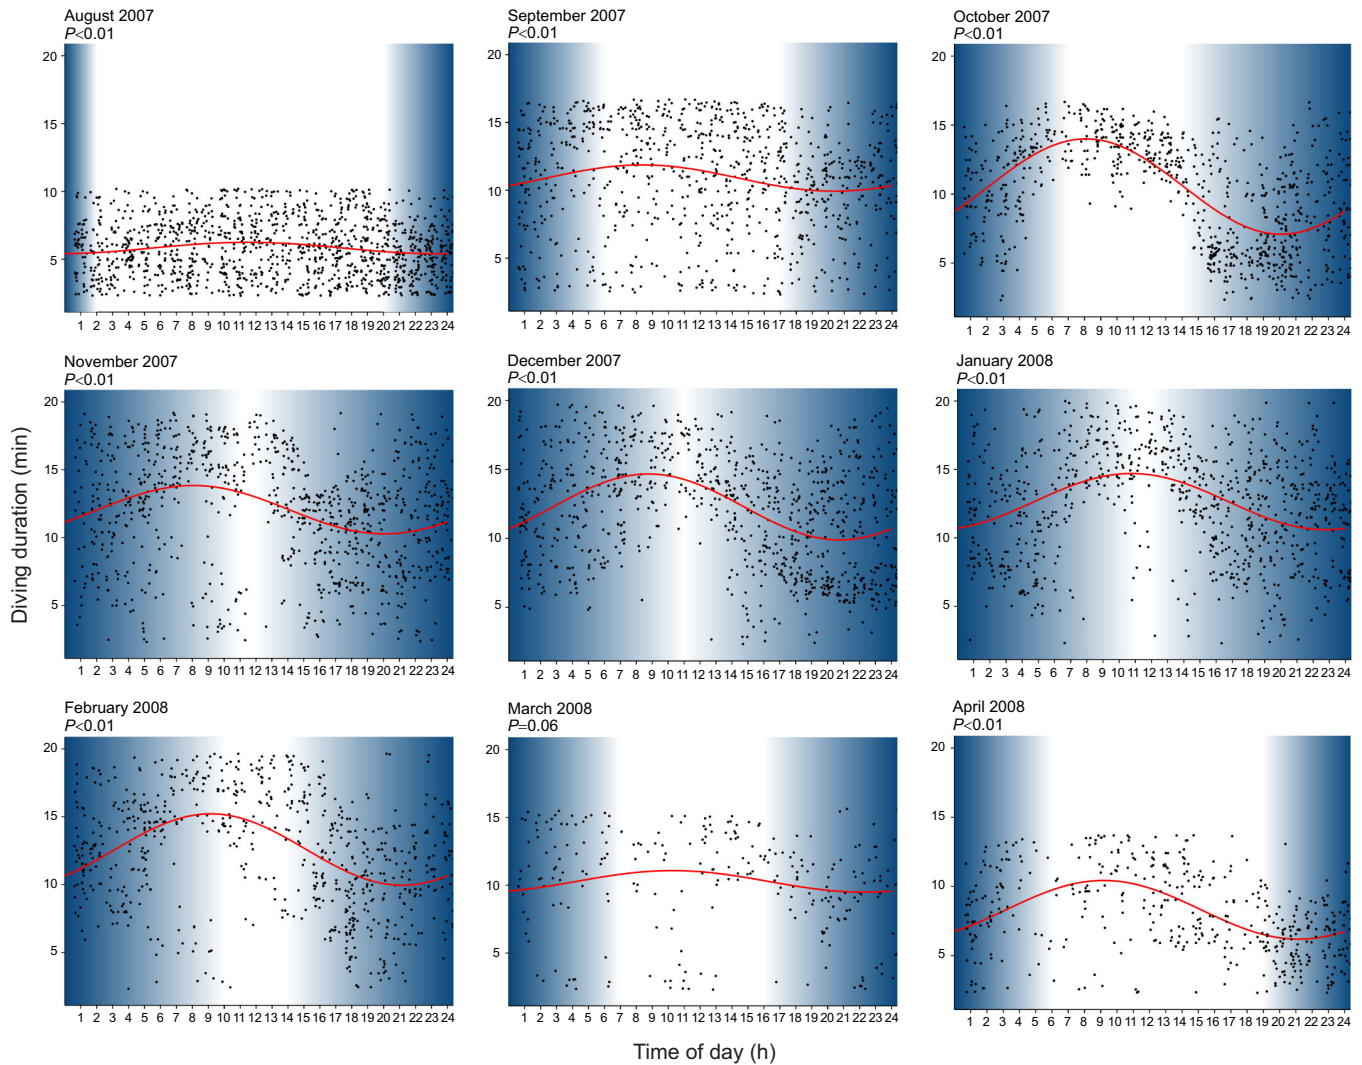 August 2007
P<0.01
20
15
10
5
1 2 3 4 5 6 7 8 9 10 11 12 13 14 15 16 17 18 19 20 21 22 23 24
September 2007
P<0.01
20
15
10
5
1 2 3 4 5 6 7 8 9 10 11 12 13 14 15 16 17 18 19 20 21 22 23 24
October 2007
P<0.01
20
15
10
5
1 2 3 4 5 6 7 8 9 10 11 12 13 14 15 16 17 18 19 20 21 22 23 24
Diving duration (min)
November 2007
P<0.01
20
15
10
5
1 2 3 4 5 6 7 8 9 10 11 12 13 14 15 16 17 18 19 20 21 22 23 24
December 2007
P<0.01
20
15
10
5
1 2 3 4 5 6 7 8 9 10 11 12 13 14 15 16 17 18 19 20 21 22 23 24
January 2008
P<0.01
20
15
10
5
1 2 3 4 5 6 7 8 9 10 11 12 13 14 15 16 17 18 19 20 21 22 23 24
February 2008
P<0.01
20
15
10
5
1 2 3 4 5 6 7 8 9 10 11 12 13 14 15 16 17 18 19 20 21 22 23 24
March 2008
P=0.06
20
15
10
5
1 2 3 4 5 6 7 8 9 10 11 12 13 14 15 16 17 18 19 20 21 22 23 24
April 2008
P<0.01
20
15
10
5
1 2 3 4 5 6 7 8 9 10 11 12 13 14 15 16 17 18 19 20 21 22 23 24
Time of day (h)